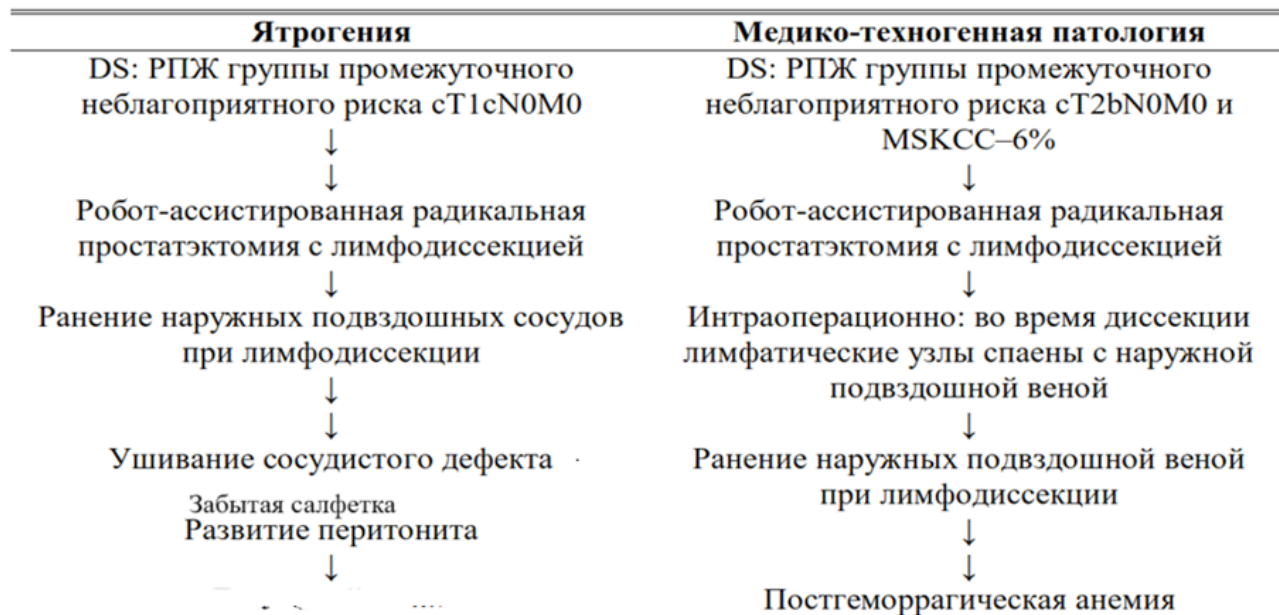 Ятрогения
DS: РПЖ группы промежуточного
неблагоприятного риска cT1cN0M0
↓
↓
Робот-ассистированная радикальная
простатэктомия с лимфодиссекцией
↓
Ранение наружных подвздошных сосудов
при лимфодиссекции
↓
↓
Ушивание сосудистого дефекта
Забытая салфетка
Развитие перитонита
↓
Медико-техногенная патология
DS: РПЖ группы промежуточного
неблагоприятного риска cT2bN0M0 и
MSKCC–6%
↓
Робот-ассистированная радикальная
простатэктомия с лимфодиссекцией
↓
Интраоперационно: во время диссекции
лимфатические узлы спаены с наружной
подвздошной веной
↓
Ранение наружных подвздошной веной
при лимфодиссекции
↓
↓
Постгеморрагическая анемия